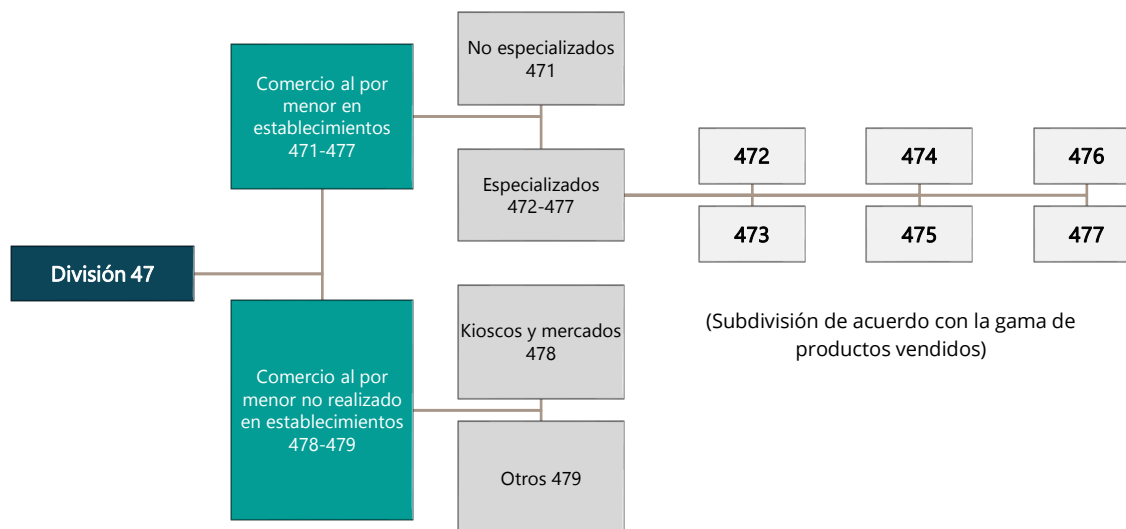 División 47
Comercio al por
menor en
establecimientos
471-477
No especializados
471
Especializados
472-477
472
474
476
473
475
477
(Subdivisión de acuerdo con la gama de
productos vendidos)
Comercio al por
menor no realizado
en establecimientos
478-479
Kioscos y mercados
478
Otros 479